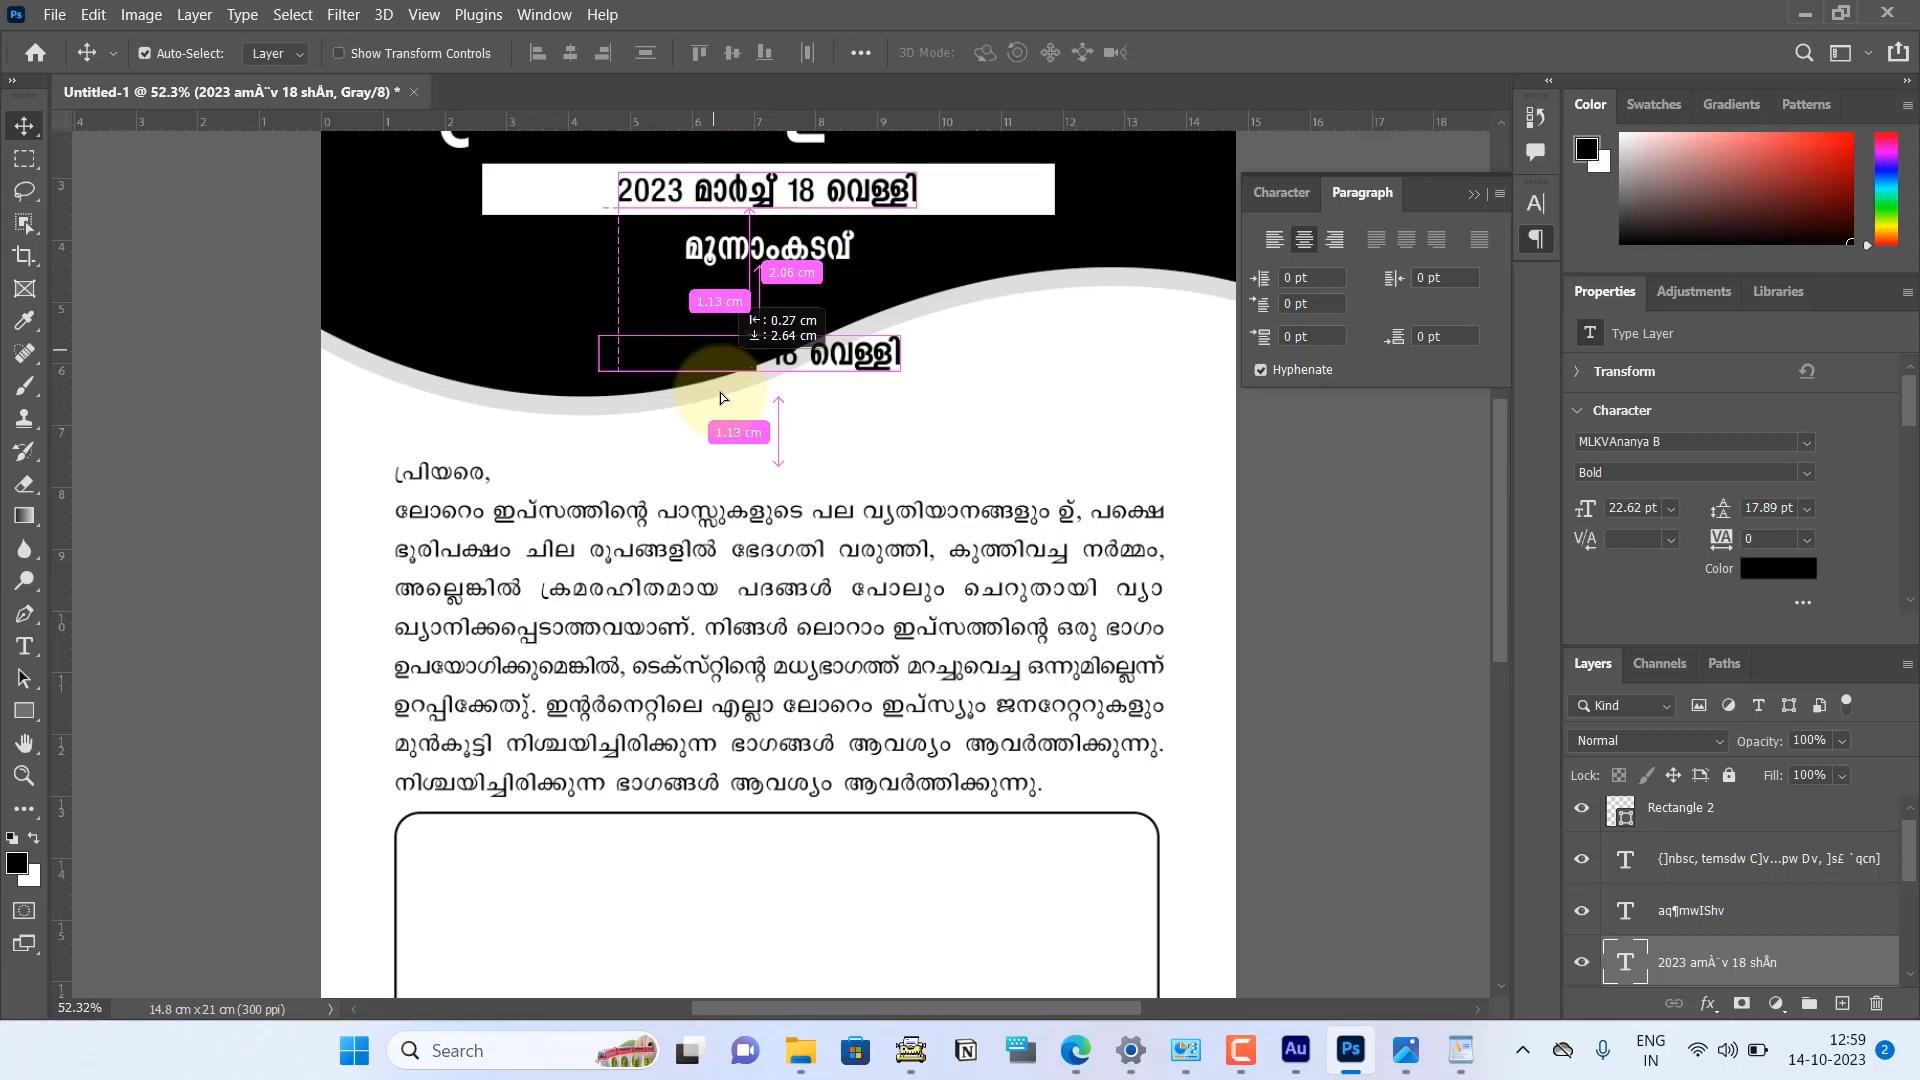 File Edit Image Layer Type Select Filter 3D View Plugins Window Help
Auto-Select: Layer Show Transform Controls 3D Mode:
Untitled-1 @ 52.3% (2023 amÀ¨v 18 shÅn, Gray/8) *
2023 മാർച്ച് 18 വെള്ളി
മൂന്നാംകടവ്
2.06 cm
1.13 cm
: 0.27 cm
: 2.64 cm
18 വെള്ളി
1.13 cm
പ്രിയരെ,
ലോറെം ഇപ്സത്തിന്റെ പാസ്സുകളുടെ പല വ്യതിയാനങ്ങളും ഉ്, പക്ഷെ
ഭൂരിപക്ഷം ചില രൂപങ്ങളിൽ ഭേദഗതി വരുത്തി, കുത്തിവച്ച നർമ്മം,
അല്ലെങ്കിൽ ക്രമരഹിതമായ പദങ്ങൾ പോലും ചെറുതായി വ്യാ
ഖ്യാനിക്കപ്പെടാത്തവയാണ്. നിങ്ങൾ ലൊറാം ഇപ്സത്തിന്റെ ഒരു ഭാഗം
ഉപയോഗിക്കുമെങ്കിൽ, ടെക്സ്റ്റിന്റെ മധ്യഭാഗത്ത് മറച്ചുവെച്ച ഒന്നുമില്ലെന്ന്
ഉറപ്പിക്കേതു്. ഇന്റർനെറ്റിലെ എല്ലാ ലോറെം ഇപ്സ്യൂം ജനറേറ്ററുകളും
മുൻകൂട്ടി നിശ്ചയിച്ചിരിക്കുന്ന ഭാഗങ്ങൾ ആവശ്യം ആവർത്തിക്കുന്നു.
നിശ്ചയിച്ചിരിക്കുന്ന ഭാഗങ്ങൾ ആവശ്യം ആവർത്തിക്കുന്നു.
Character Paragraph
0 pt 0 pt
0 pt
0 pt 0 pt
Hyphenate
Color Swatches Gradients Patterns
Properties Adjustments Libraries
Type Layer
Transform
Character
MLKVAnanya B
Bold
22.62 pt 17.89 pt
0
Color
Layers Channels Paths
Kind
Normal Opacity: 100%
Lock: Fill: 100%
Rectangle 2
{]nbsc, temsdw C]v...pw Dv, ]s£ `qcn]
aq¶mwIShv
2023 amÀ¨v 18 shÅn
52.32% 14.8 cm x 21 cm (300 ppi)
Search
ENG
IN
12:59
14-10-2023
2